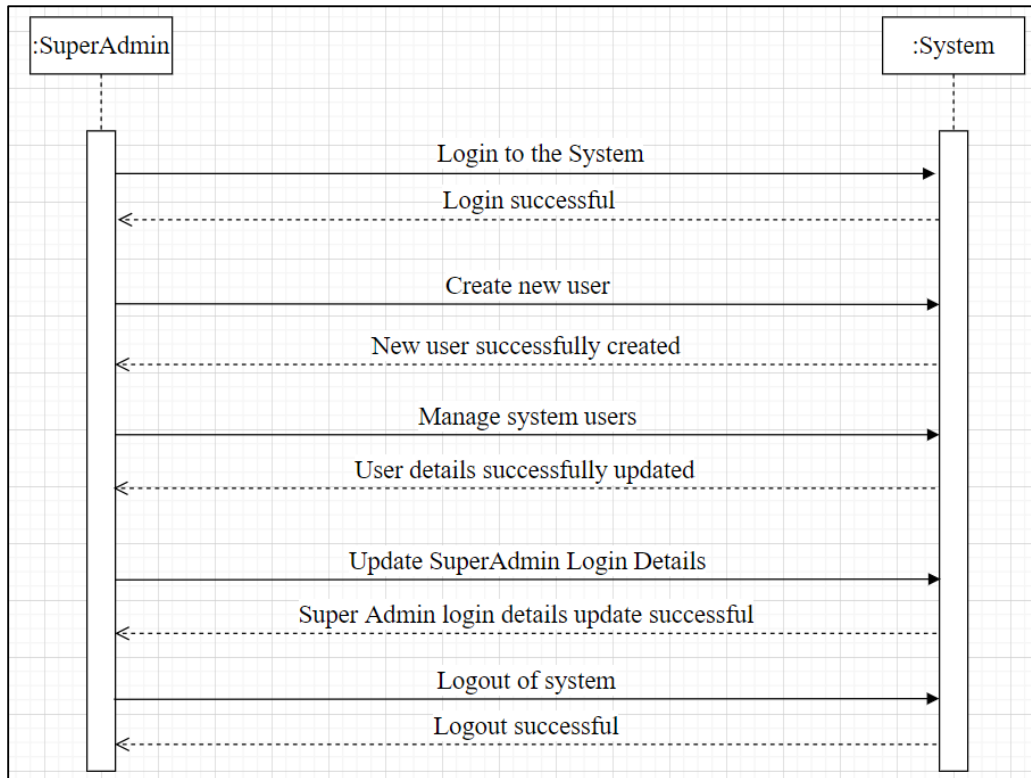 :SuperAdmin
:System
Login to the System
Login successful
Create new user
New user successfully created
Manage system users
User details successfully updated
Update SuperAdmin Login Details
Super Admin login details update successful
Logout of system
Logout successful